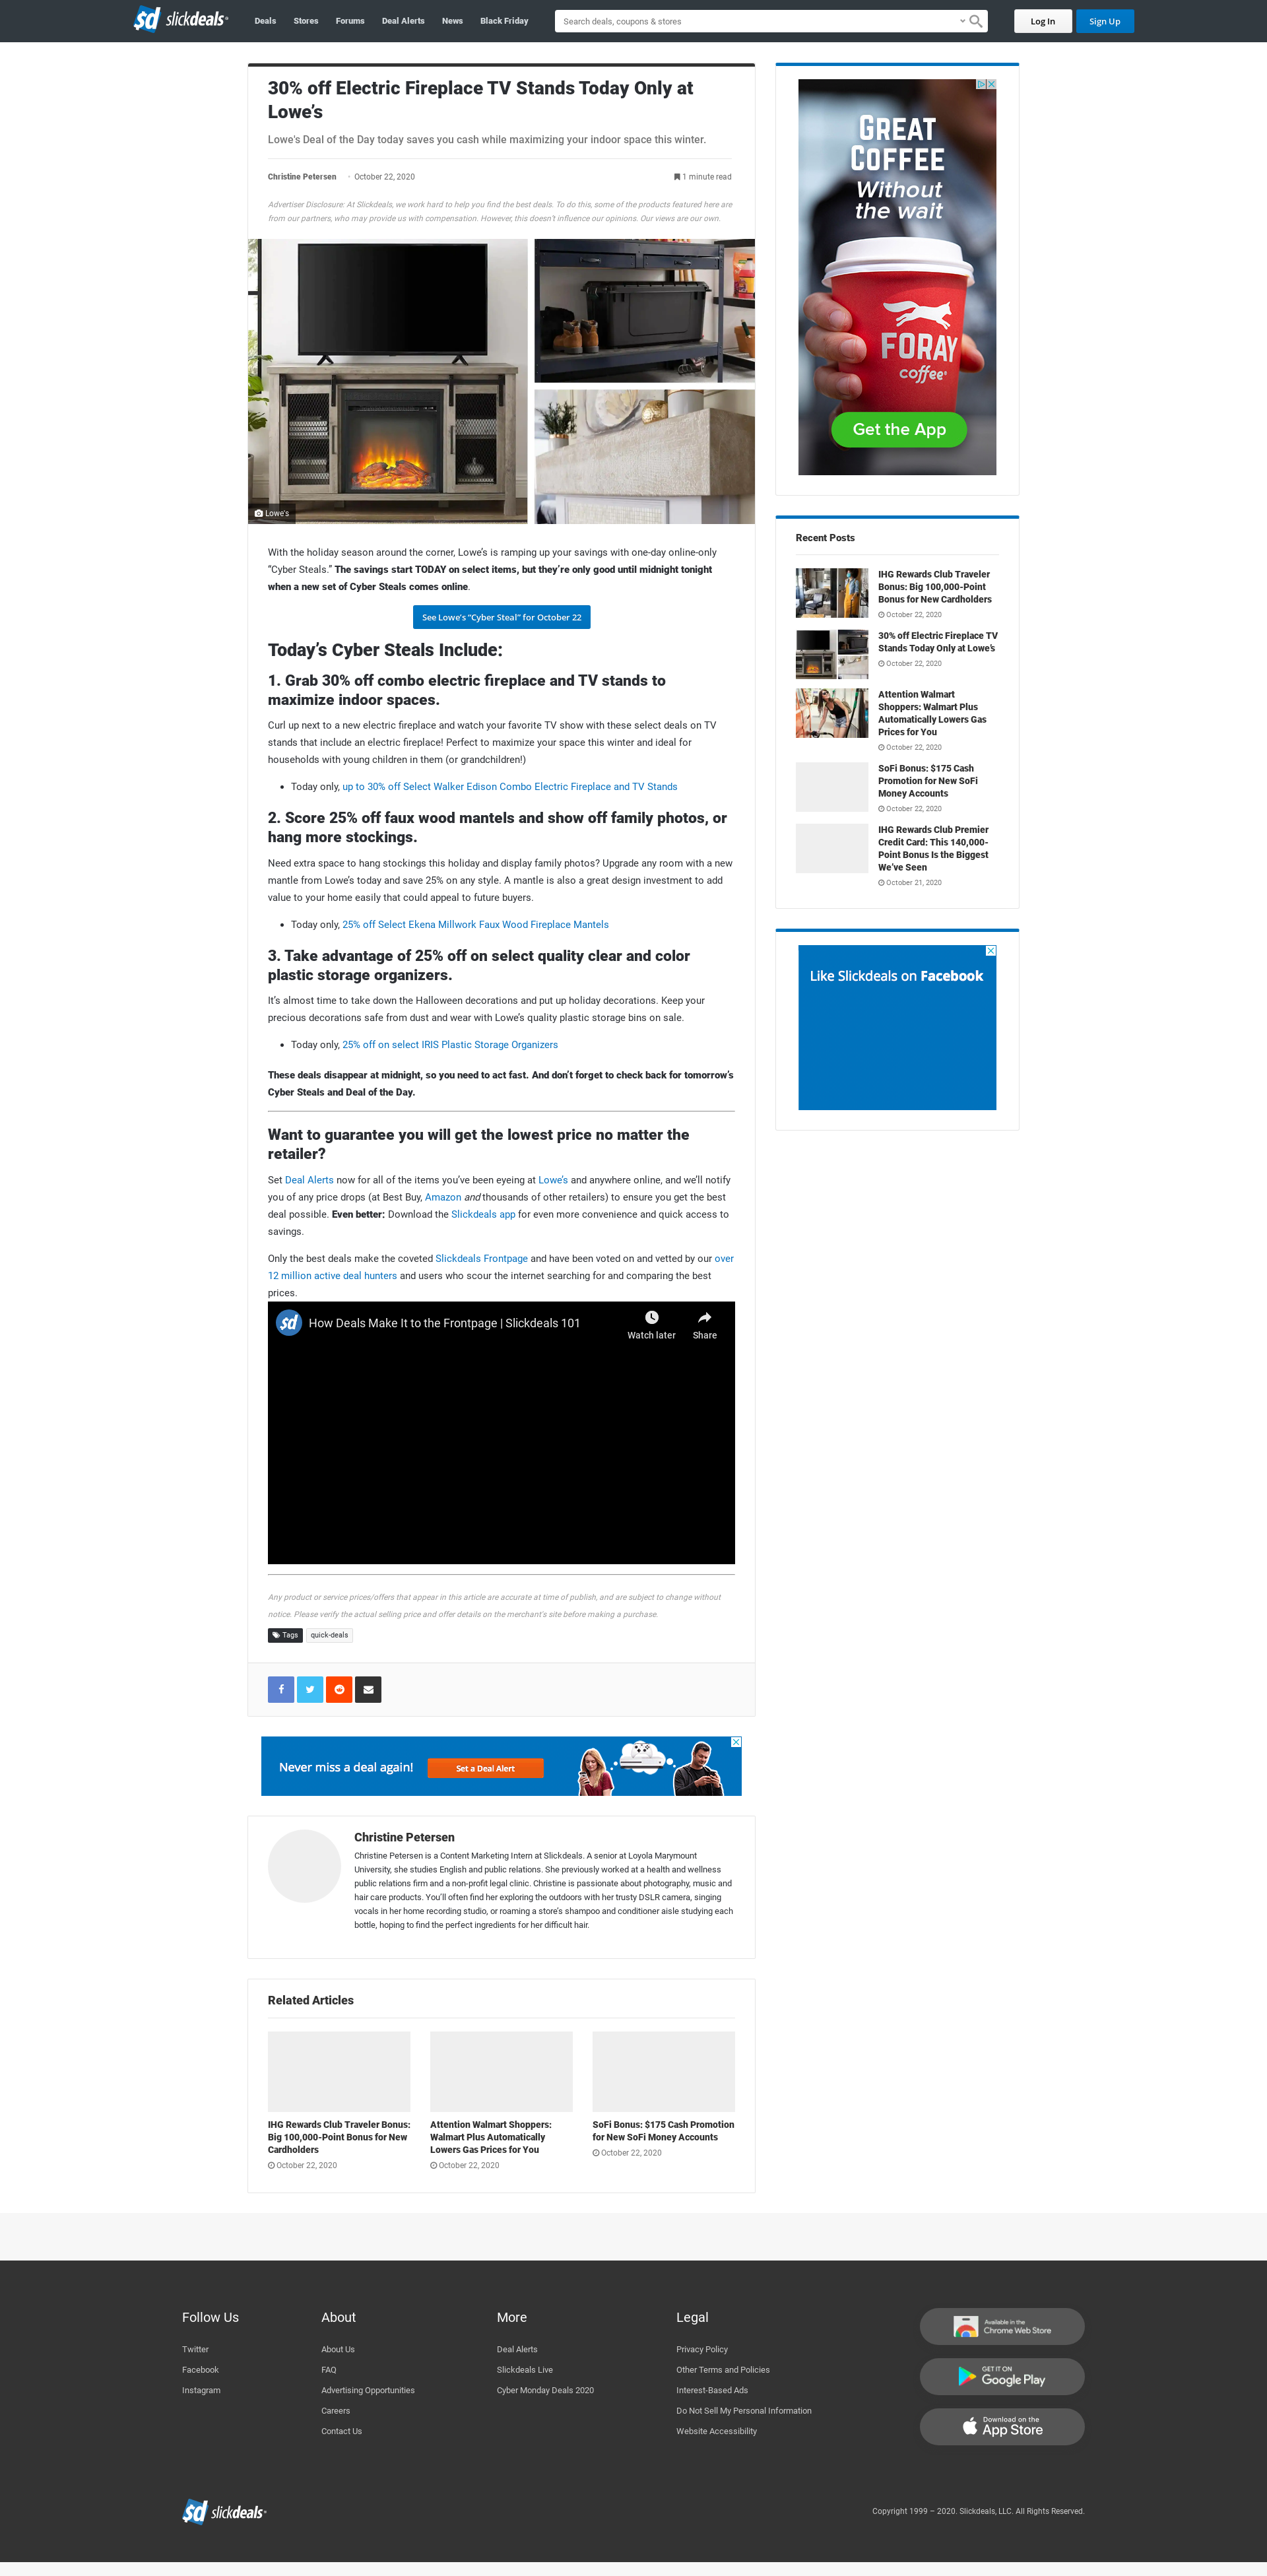 slickdeals
Deals
Stores
Forums
Deal Alerts
News
Black Friday
Search deals, coupons & stores
Log In
Sign Up
30% off Electric Fireplace TV Stands Today Only at
Lowe's
Lowe's Deal of the Day today saves you cash while maximizing your indoor space this winter.
Christine Petersen - October 22, 2020
1 minute read
Advertiser Disclosure: At Slickdeals, we work hard to help you find the best deals. To do this, some of the products featured here are
from our partners, who may provide us with compensation. However, this doesn't influence our opinions. Our views are our own.
Lowe's
With the holiday season around the corner, Lowe's is ramping up your savings with one-day online-only
"Cyber Steals." The savings start TODAY on select items, but they're only good until midnight tonight
when a new set of Cyber Steals comes online.
See Lowe's "Cyber Steal" for October 22
Today's Cyber Steals Include:
1. Grab 30% off combo electric fireplace and TV stands to
maximize indoor spaces.
Curl up next to a new electric fireplace and watch your favorite TV show with these select deals on TV
stands that include an electric fireplace! Perfect to maximize your space this winter and ideal for
households with young children in them (or grandchildren!)
• Today only, up to 30% off Select Walker Edison Combo Electric Fireplace and TV Stands
2. Score 25% off faux wood mantels and show off family photos, or
hang more stockings.
Need extra space to hang stockings this holiday and display family photos? Upgrade any room with a new
mantle from Lowe's today and save 25% on any style. A mantle is also a great design investment to add
value to your home easily that could appeal to future buyers.
• Today only, 25% off Select Ekena Millwork Faux Wood Fireplace Mantels
3. Take advantage of 25% off on select quality clear and color
plastic storage organizers.
It's almost time to take down the Halloween decorations and put up holiday decorations. Keep your
precious decorations safe from dust and wear with Lowe's quality plastic storage bins on sale.
• Today only, 25% off on select IRIS Plastic Storage Organizers
These deals disappear at midnight, so you need to act fast. And don't forget to check back for tomorrow's
Cyber Steals and Deal of the Day.
Want to guarantee you will get the lowest price no matter the
retailer?
Set Deal Alerts now for all of the items you've been eyeing at Lowe's and anywhere online, and we'll notify
you of any price drops (at Best Buy, Amazon and thousands of other retailers) to ensure you get the best
deal possible. Even better: Download the Slickdeals app for even more convenience and quick access to
savings.
Only the best deals make the coveted Slickdeals Frontpage and have been voted on and vetted by our over
12 million active deal hunters and users who scour the internet searching for and comparing the best
prices.
sd
How Deals Make It to the Frontpage | Slickdeals 101
Watch later
Share
Any product or service prices/offers that appear in this article are accurate at time of publish, and are subject to change without
notice. Please verify the actual selling price and offer details on the merchant's site before making a purchase.
Tags
quick-deals
Never miss a deal again!
Set a Deal Alert
Christine Petersen
Christine Petersen is a Content Marketing Intern at Slickdeals. A senior at Loyola Marymount
University, she studies English and public relations. She previously worked at a health and wellness
public relations firm and a non-profit legal clinic. Christine is passionate about photography, music and
hair care products. You'll often find her exploring the outdoors with her trusty DSLR camera, singing
vocals in her home recording studio, or roaming a store's shampoo and conditioner aisle studying each
bottle, hoping to find the perfect ingredients for her difficult hair.
Related Articles
IHG Rewards Club Traveler Bonus:
Big 100,000-Point Bonus for New
Cardholders
October 22, 2020
Attention Walmart Shoppers:
Walmart Plus Automatically
Lowers Gas Prices for You
October 22, 2020
SoFi Bonus: $175 Cash Promotion
for New SoFi Money Accounts
October 22, 2020
GREAT
COFFEE
Without
the wait
FORAY
coffee
Get the App
Recent Posts
IHG Rewards Club Traveler
Bonus: Big 100,000-Point
Bonus for New Cardholders
October 22, 2020
30% off Electric Fireplace TV
Stands Today Only at Lowe's
October 22, 2020
Attention Walmart
Shoppers: Walmart Plus
Automatically Lowers Gas
Prices for You
October 22, 2020
SoFi Bonus: $175 Cash
Promotion for New SoFi
Money Accounts
October 22, 2020
IHG Rewards Club Premier
Credit Card: This 140,000-
Point Bonus Is the Biggest
We've Seen
October 21, 2020
Like Slickdeals on Facebook
Follow Us
Twitter
Facebook
Instagram
About
About Us
FAQ
Advertising Opportunities
Careers
Contact Us
More
Deal Alerts
Slickdeals Live
Cyber Monday Deals 2020
Legal
Privacy Policy
Other Terms and Policies
Interest-Based Ads
Do Not Sell My Personal Information
Website Accessibility
Available in the
Chrome Web Store
GET IT ON
Google Play
Download on the
App Store
slickdeals
Copyright 1999 – 2020. Slickdeals, LLC. All Rights Reserved.